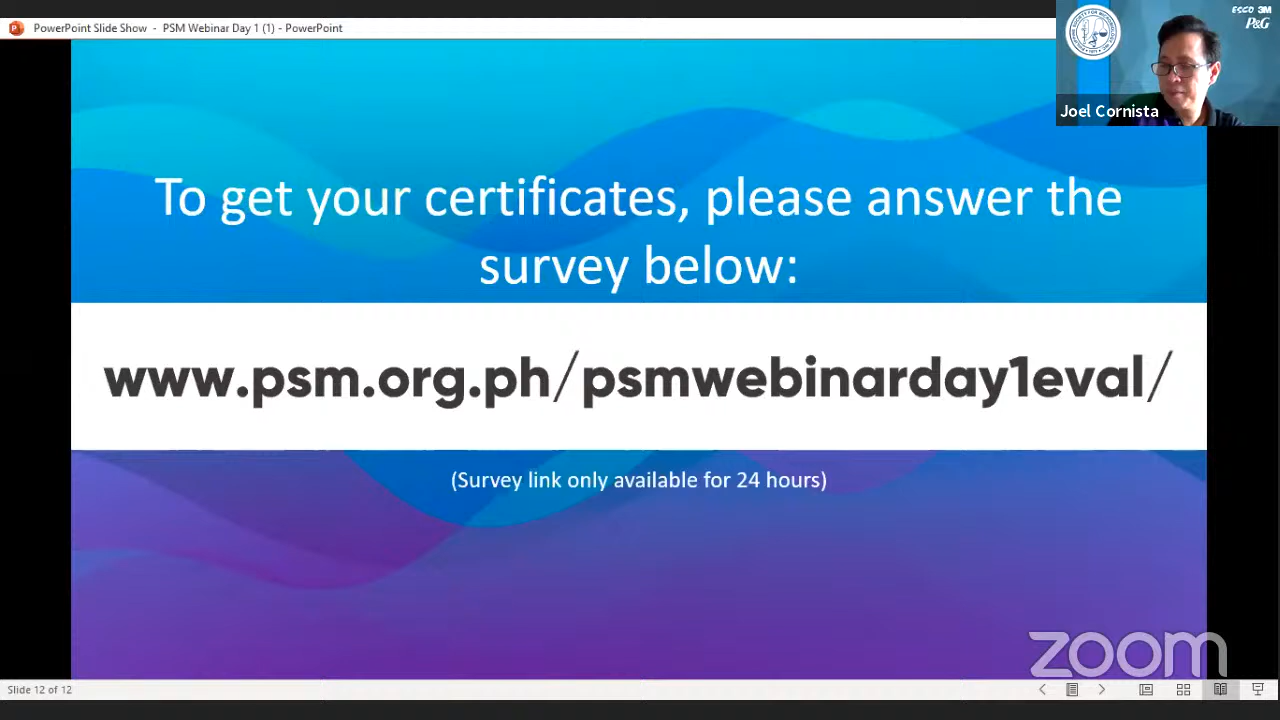 PowerPoint Slide Show - PSM Webinar Day 1 (1) - PowerPoint
ESCO 3M
P&G
Joel Cornista
To get your certificates, please answer the
survey below:
www.psm.org.ph/psmwebinarday1eval/
(Survey link only available for 24 hours)
zoom
Slide 12 of 12